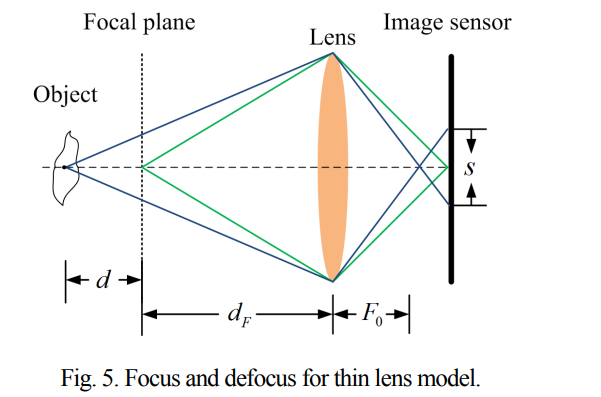 Focal plane
Lens
Image sensor
Object
s
d
d_F
F_0
Fig. 5. Focus and defocus for thin lens model.